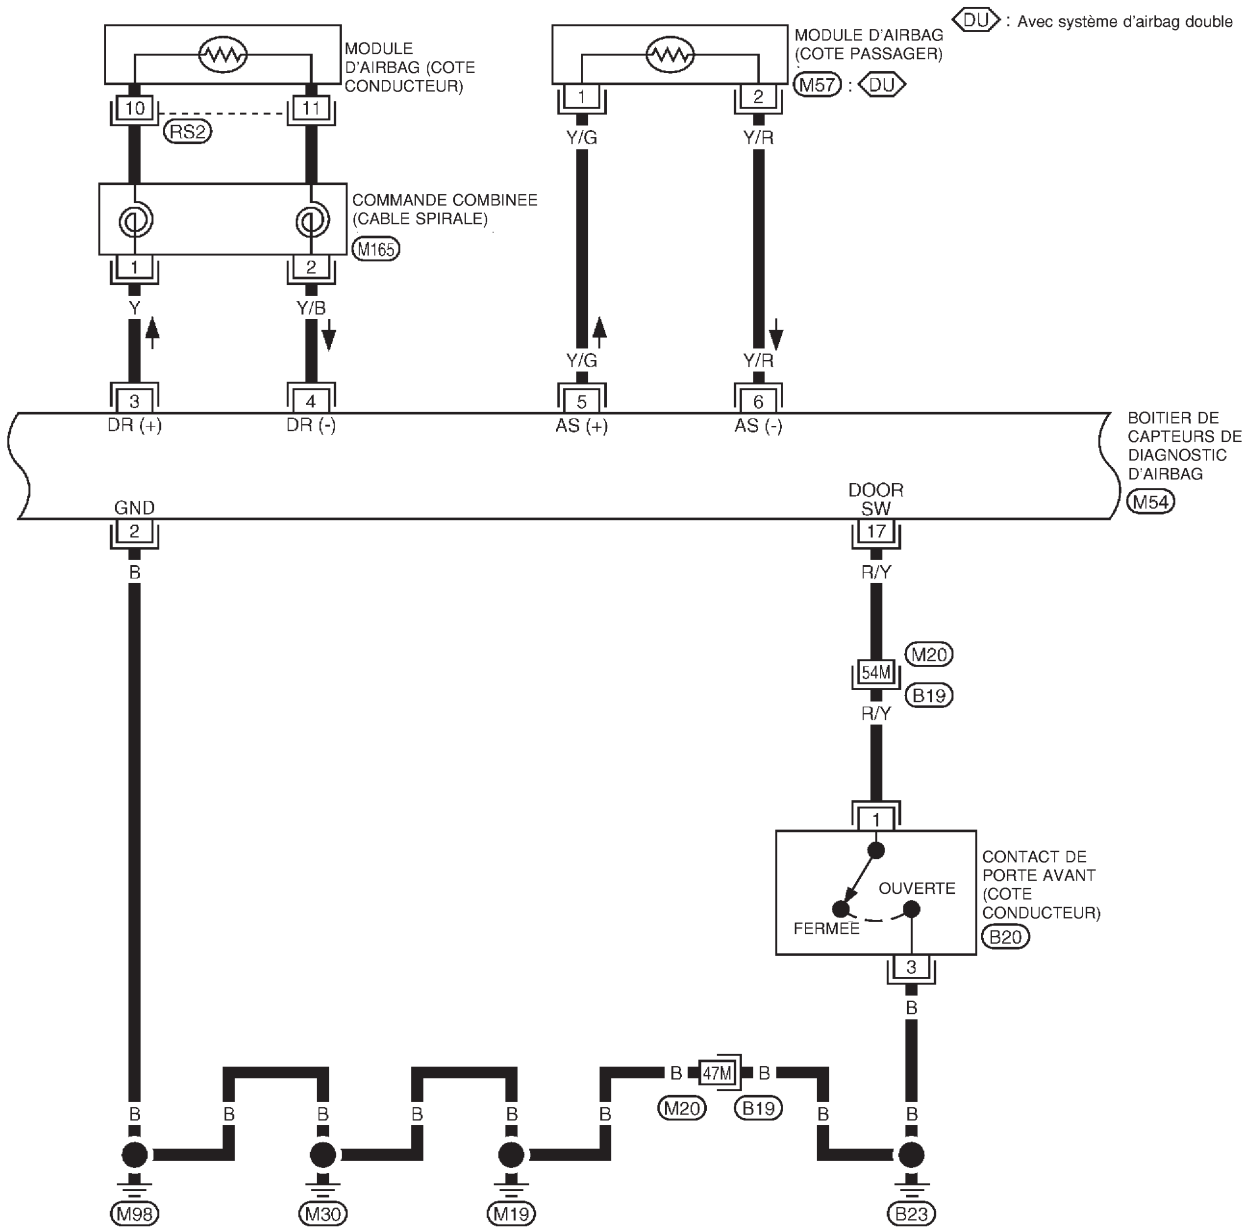 DU : Avec système d'airbag double
MODULE
D'AIRBAG (COTE
CONDUCTEUR)
MODULE D'AIRBAG
(COTE PASSAGER)
M57 : DU
10
11
RS2
1
2
Y/G
Y/R
COMMANDE COMBINEE
(CABLE SPIRALE)
M165
1
2
Y
Y/B
Y/G
Y/R
3
4
5
6
DR (+)
DR (-)
AS (+)
AS (-)
BOITIER DE
CAPTEURS DE
DIAGNOSTIC
D'AIRBAG
M54
GND
DOOR
SW
2
17
B
R/Y
54M
M20
B19
R/Y
1
OUVERTE
FERMEE
CONTACT DE
PORTE AVANT
(COTE
CONDUCTEUR)
B20
3
B
B
47M
B
M20
B19
B
B
B
B
B
B
B
B
M98
M30
M19
B23